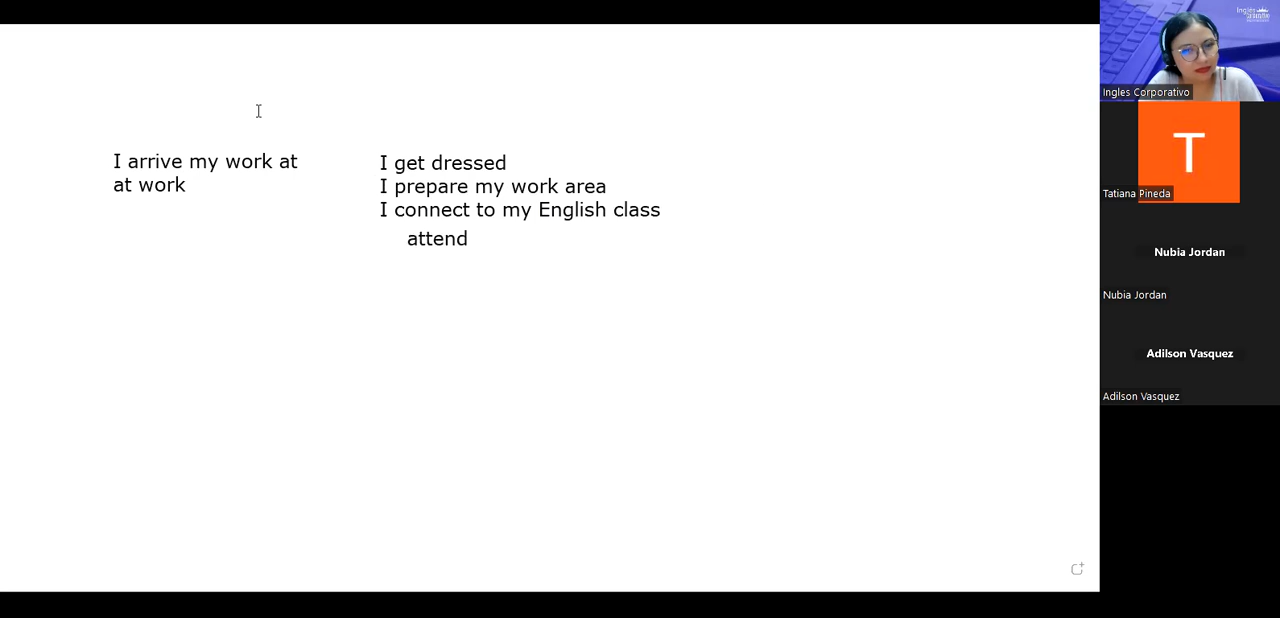 I arrive my work at
at work
I get dressed
I prepare my work area
I connect to my English class
attend
Ingles
Ingles Corporativo
T
Tatiana Pineda
Nubia Jordan
Nubia Jordan
Adilson Vasquez
Adilson Vasquez